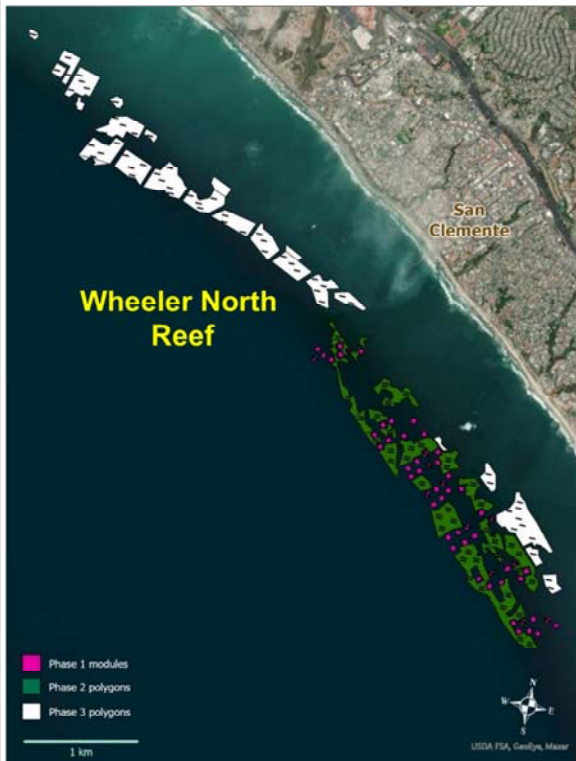 San
Clemente
Wheeler North
Reef
Phase 1 modules
Phase 2 polygons
Phase 3 polygons
N
W E
S
1 km
USDA FSA, GeoEye, Maxar